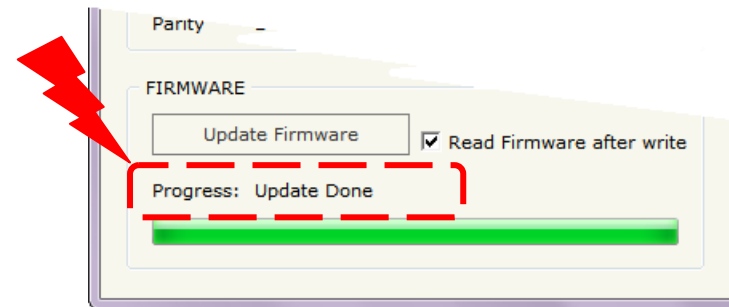 Parity
FIRMWARE
Update Firmware
Read Firmware after write
Progress: Update Done